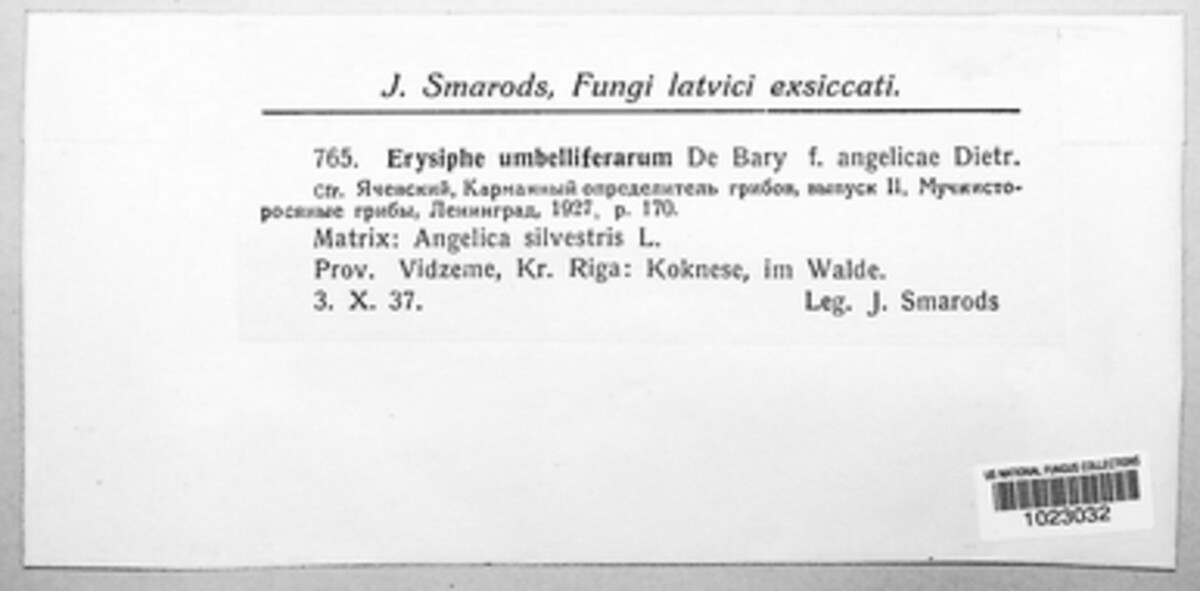 J. Smarods, Fungi latvici exsiccati.
765. Erysiphe umbelliferarum De Bary f. angelicae Dietr.
Ctr. Ячевский, Карманный определитель грибов, выпуск II, Мучнисто-
росяные грибы, Ленинград, 1927, p. 170.
Matrix: Angelica silvestris L.
Prov. Vidzeme, Kr. Riga: Koknese, im Walde.
3. X. 37. Leg. J. Smarods
US NATIONAL FUNGUS COLLECTIONS
1023032